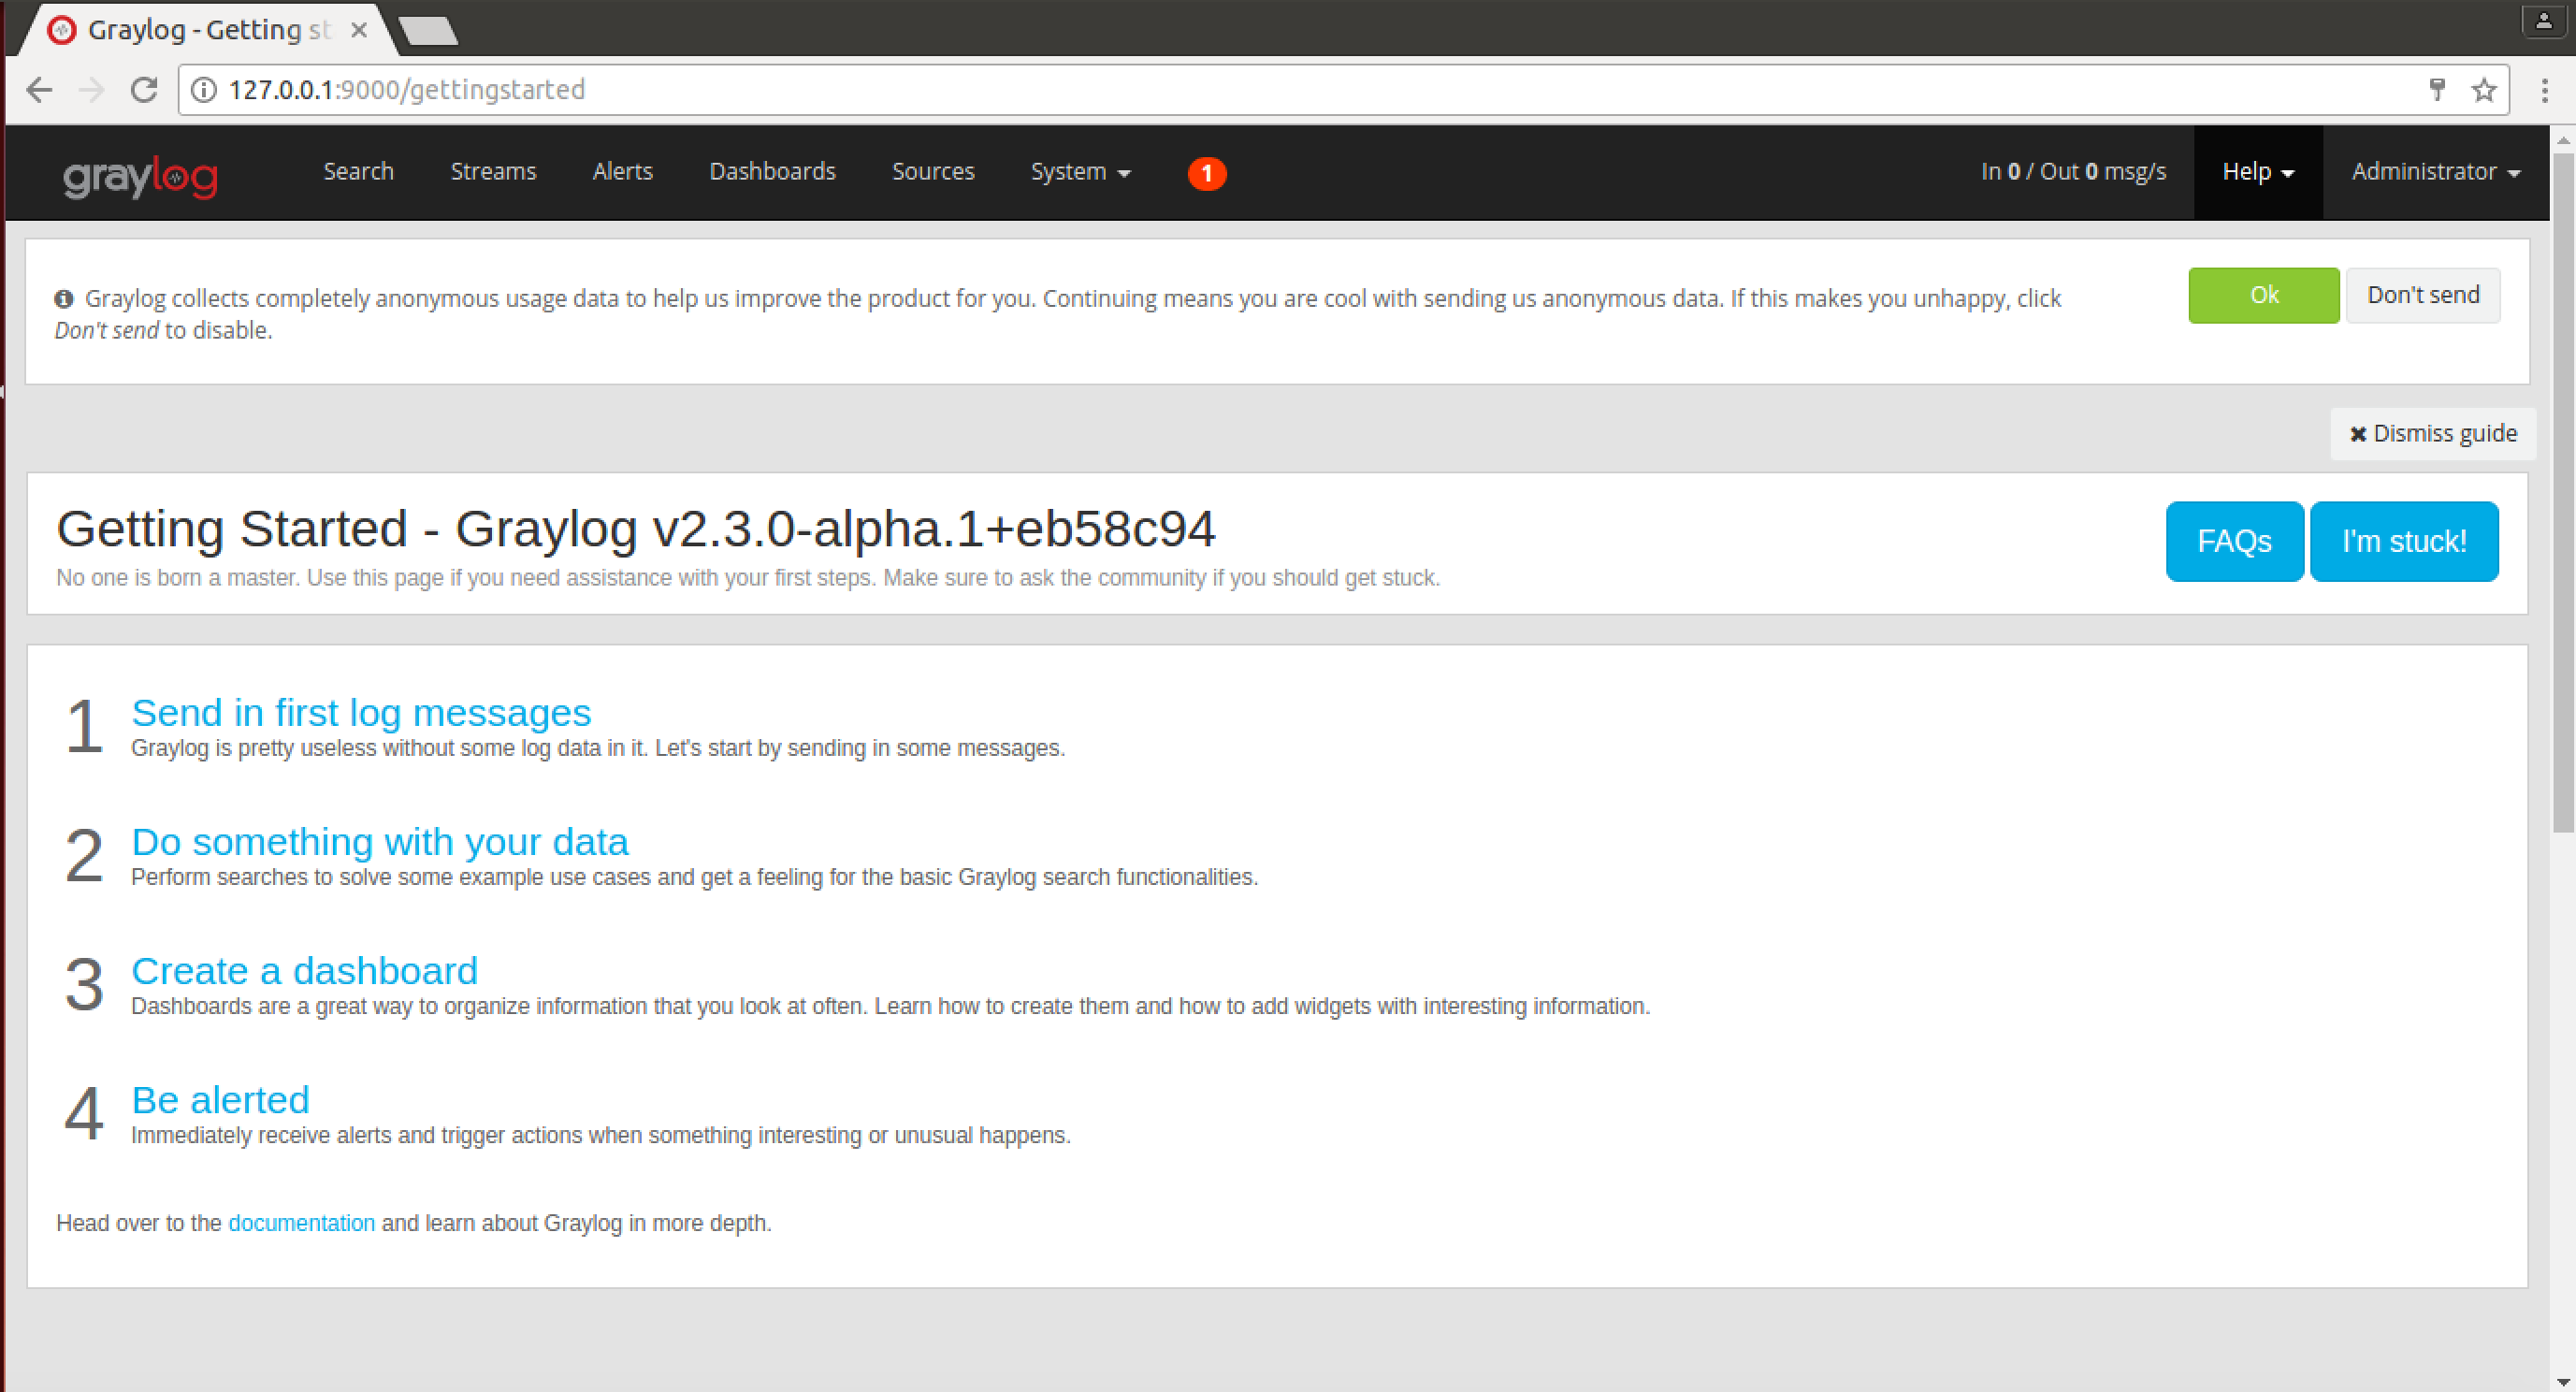 Graylog - Getting st
127.0.0.1:9000/gettingstarted
graylog Search Streams Alerts Dashboards Sources System 1 In 0 / Out 0 msg/s Help Administrator
Graylog collects completely anonymous usage data to help us improve the product for you. Continuing means you are cool with sending us anonymous data. If this makes you unhappy, click
Don't send to disable.
Ok Don't send
Dismiss guide
Getting Started - Graylog v2.3.0-alpha.1+eb58c94
No one is born a master. Use this page if you need assistance with your first steps. Make sure to ask the community if you should get stuck.
FAQs I'm stuck!
1 Send in first log messages
Graylog is pretty useless without some log data in it. Let's start by sending in some messages.
2 Do something with your data
Perform searches to solve some example use cases and get a feeling for the basic Graylog search functionalities.
3 Create a dashboard
Dashboards are a great way to organize information that you look at often. Learn how to create them and how to add widgets with interesting information.
4 Be alerted
Immediately receive alerts and trigger actions when something interesting or unusual happens.
Head over to the documentation and learn about Graylog in more depth.